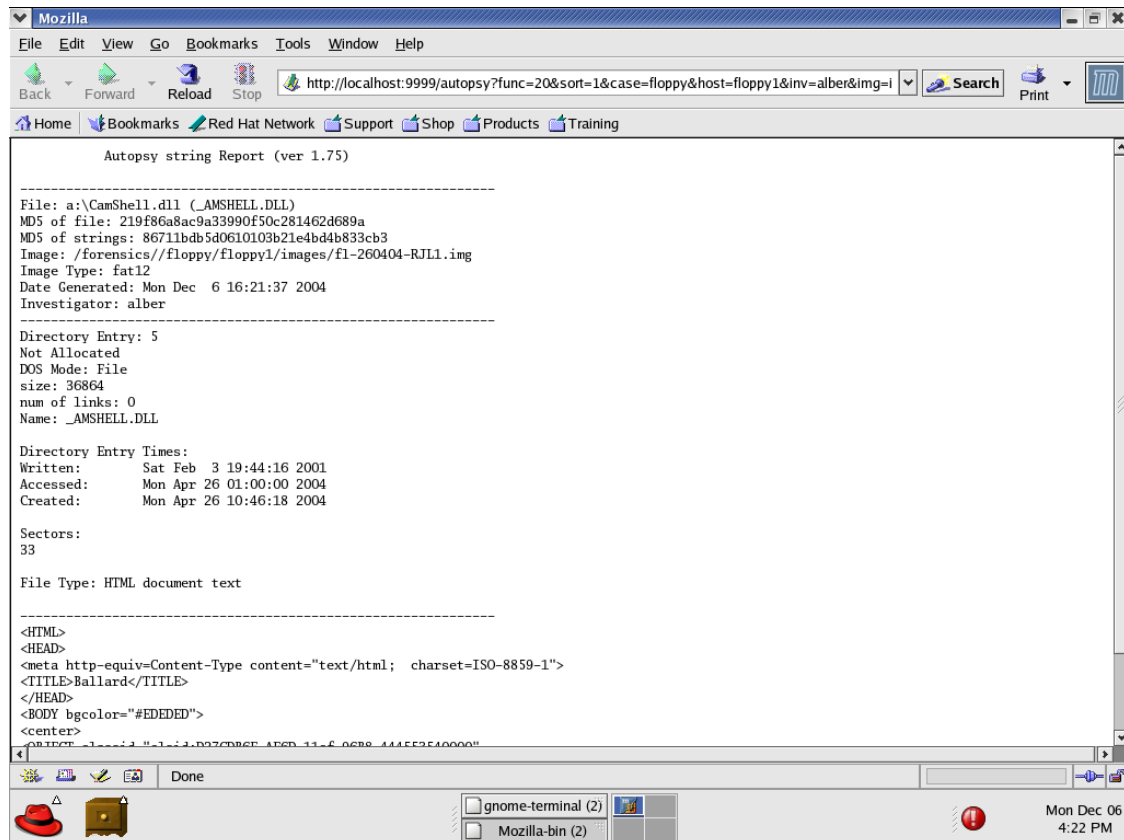 Mozilla
File Edit View Go Bookmarks Tools Window Help
Back Forward Reload Stop http://localhost:9999/autopsy?func=20&sort=1&case=floppy&host=floppy1&inv=alber&img=i Search Print
Home Bookmarks Red Hat Network Support Shop Products Training
Autopsy string Report (ver 1.75)
--------------------------------------------------------------
File: a:\CamShell.dll (_AMSHELL.DLL)
MD5 of file: 219f86a8ac9a33990f50c281462d689a
MD5 of strings: 86711bdb5d0610103b21e4bd4b833cb3
Image: /forensics//floppy/floppy1/images/fl-260404-RJL1.img
Image Type: fat12
Date Generated: Mon Dec  6 16:21:37 2004
Investigator: alber
--------------------------------------------------------------
Directory Entry: 5
Not Allocated
DOS Mode: File
size: 36864
num of links: 0
Name: _AMSHELL.DLL
Directory Entry Times:
Written:        Sat Feb  3 19:44:16 2001
Accessed:       Mon Apr 26 01:00:00 2004
Created:        Mon Apr 26 10:46:18 2004
Sectors:
33
File Type: HTML document text
--------------------------------------------------------------
<HTML>
<HEAD>
<meta http-equiv=Content-Type content="text/html;  charset=ISO-8859-1">
<TITLE>Ballard</TITLE>
</HEAD>
<BODY bgcolor="#EDEDED">
<center>
Done
gnome-terminal (2)
Mozilla-bin (2)
Mon Dec 06
4:22 PM